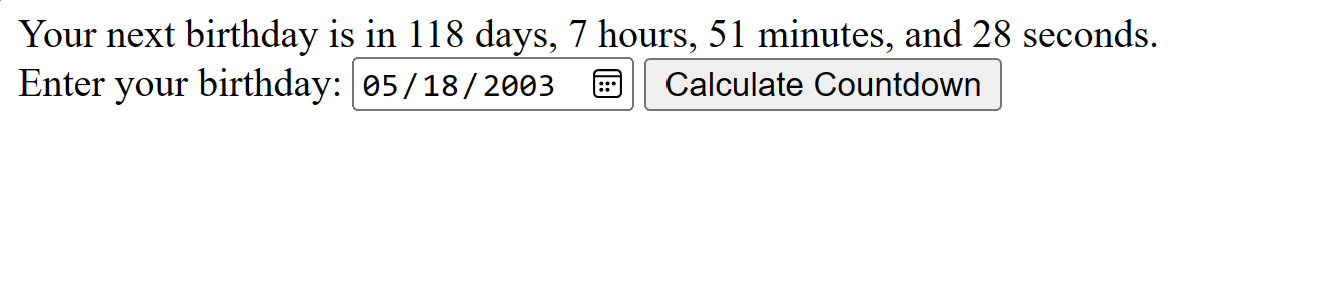 Your next birthday is in 118 days, 7 hours, 51 minutes, and 28 seconds.
Enter your birthday: 05/18/2003 Calculate Countdown